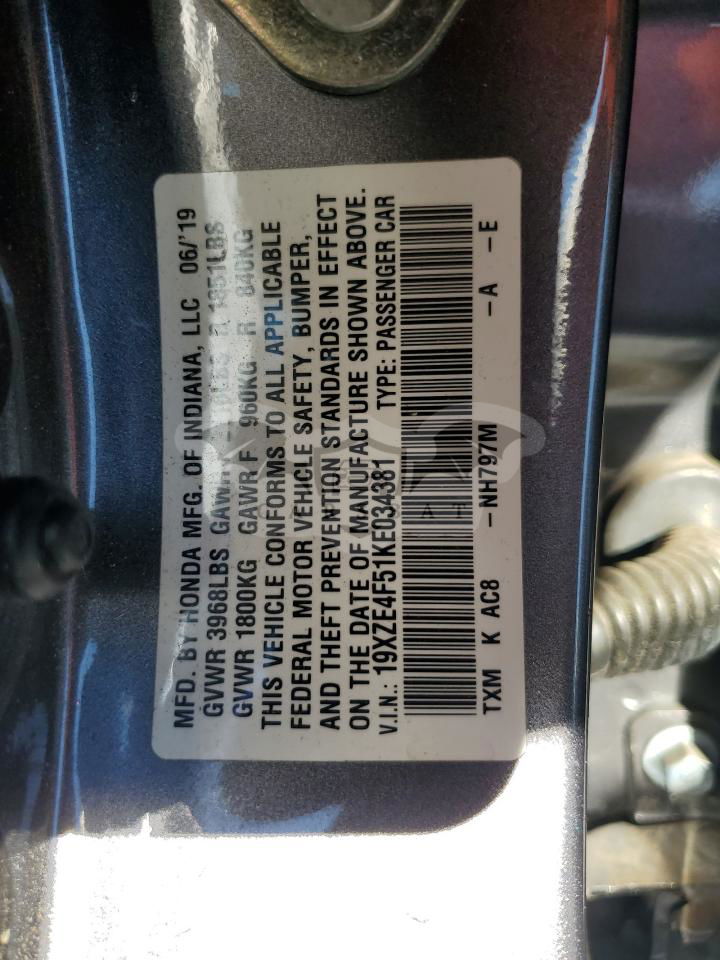 MFD. BY HONDA MFG. OF INDIANA, LLC 06/'19
GVWR 3968LBS GAWR F R 1851LBS
GVWR 1800KG GAWR F 960KG R 840KG
THIS VEHICLE CONFORMS TO ALL APPLICABLE
FEDERAL MOTOR VEHICLE SAFETY, BUMPER,
AND THEFT PREVENTION STANDARDS IN EFFECT
ON THE DATE OF MANUFACTURE SHOWN ABOVE.
V.I.N.: 19XZE4F51KE034381 TYPE: PASSENGER CAR
TXM K AC8 -NH797M -A -E